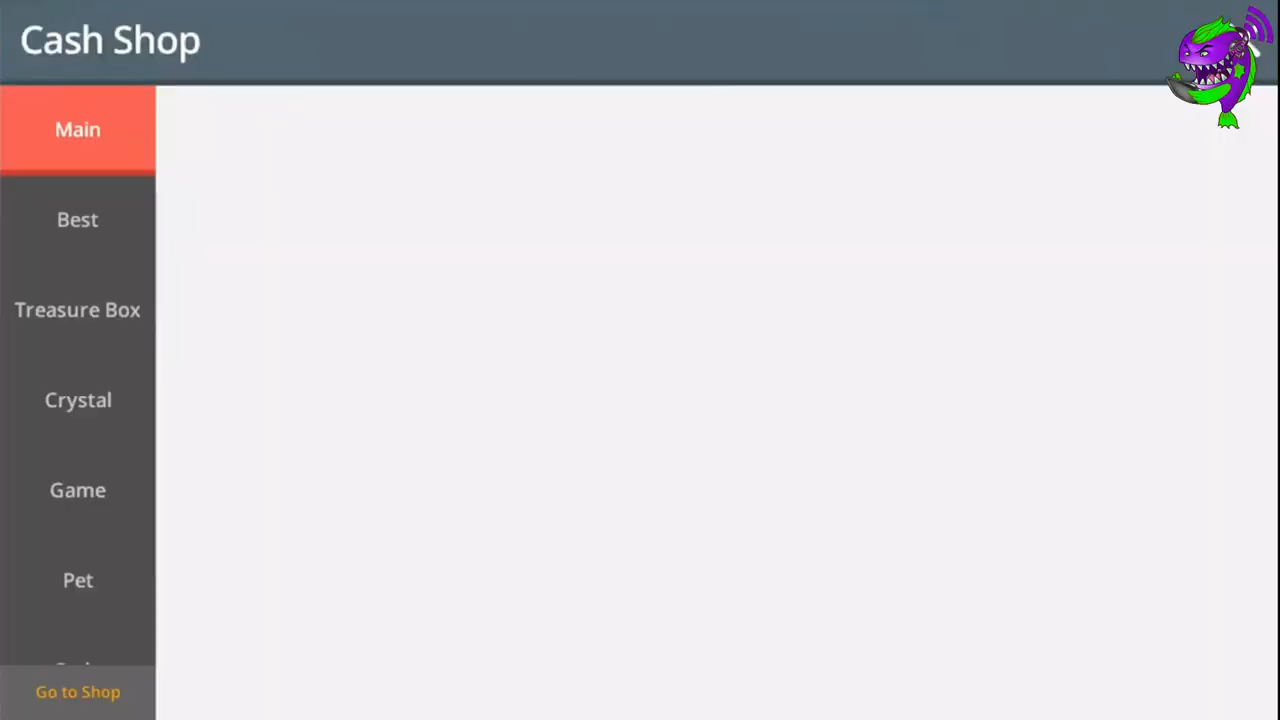 Cash Shop
Main
Best
Treasure Box
Crystal
Game
Pet
Go to Shop